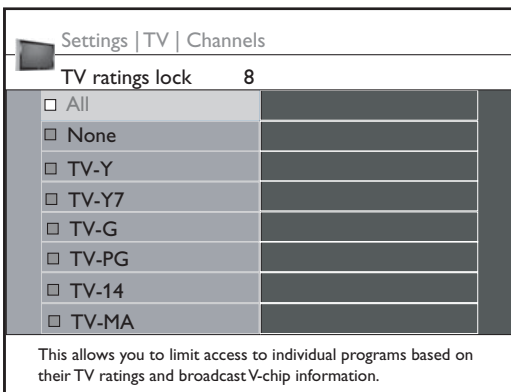 Settings | TV | Channels
TV ratings lock 8
All
None
TV-Y
TV-Y7
TV-G
TV-PG
TV-14
TV-MA
This allows you to limit access to individual programs based on
their TV ratings and broadcast V-chip information.